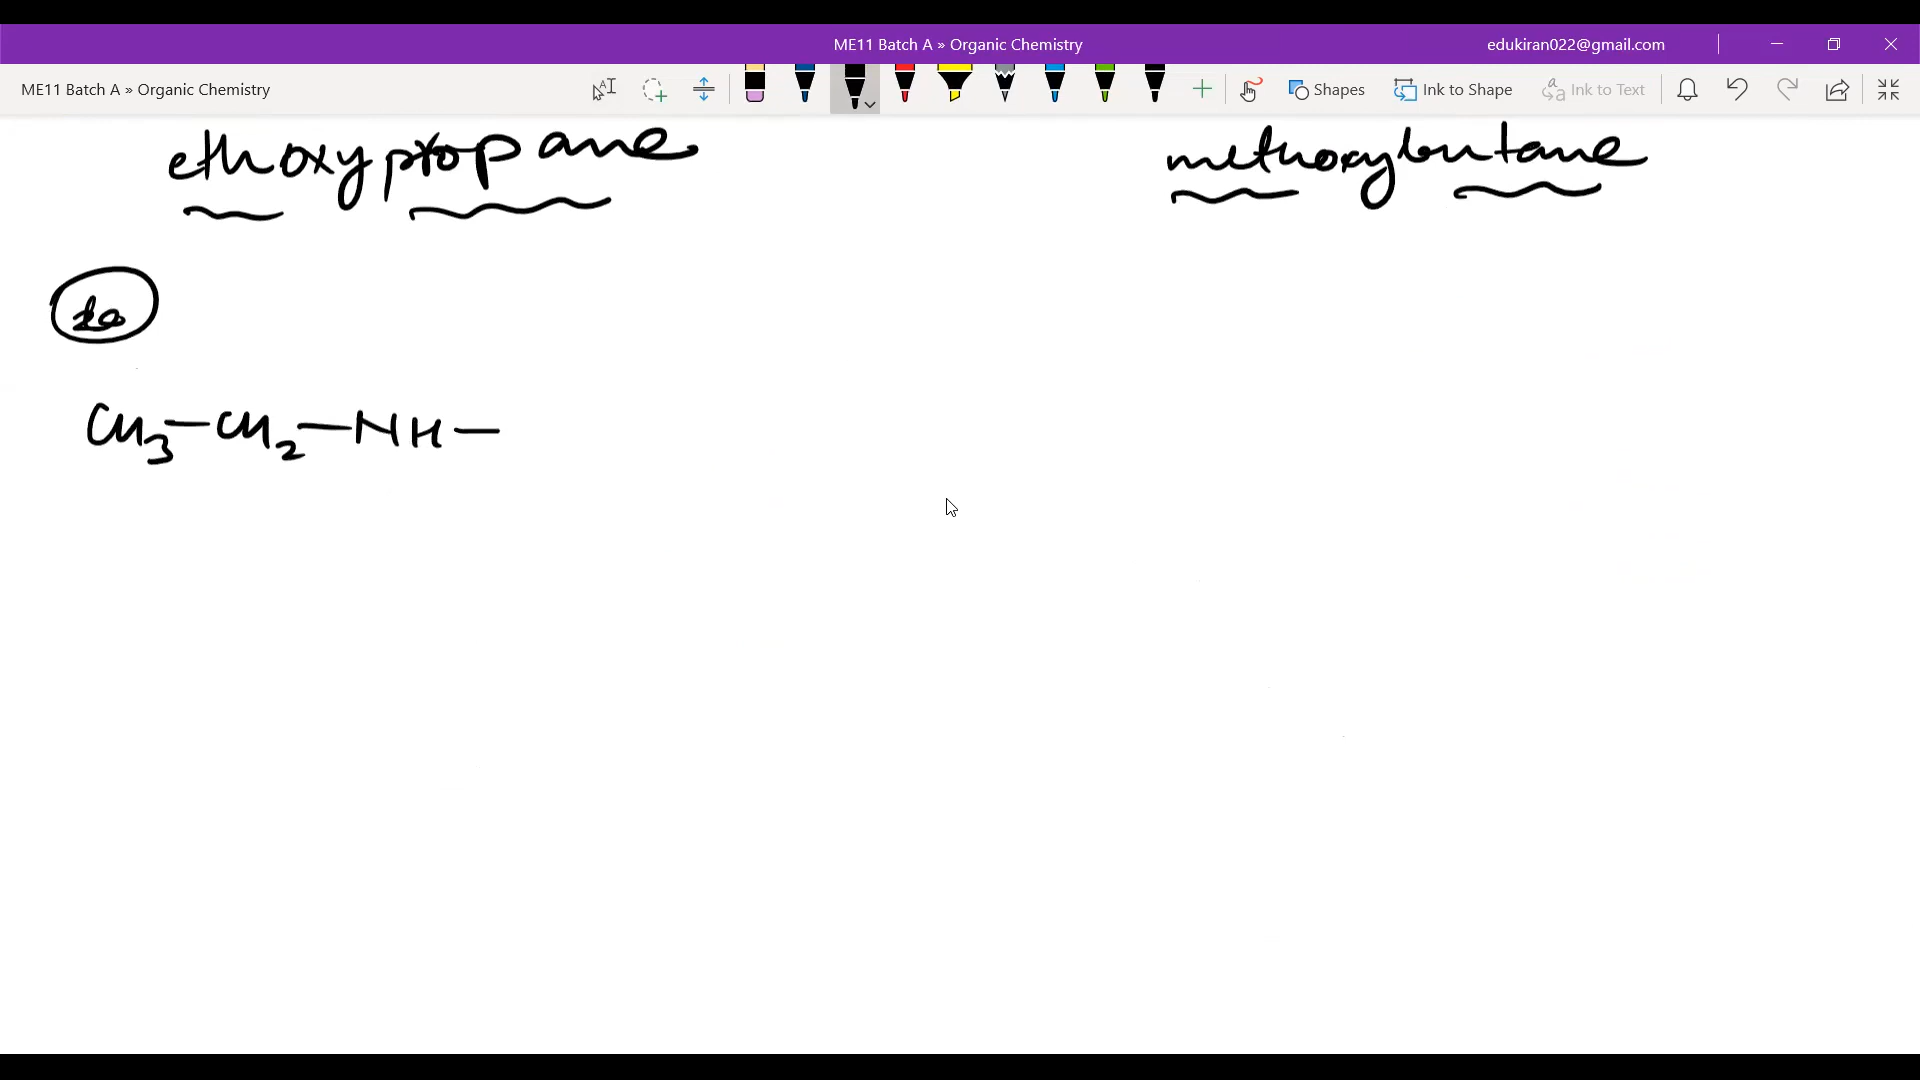 ME11 Batch A » Organic Chemistry edukiran022@gmail.com
ME11 Batch A » Organic Chemistry Shapes Ink to Shape Ink to Text
ethoxypropane methoxybutane
CH3-CH2-NH-